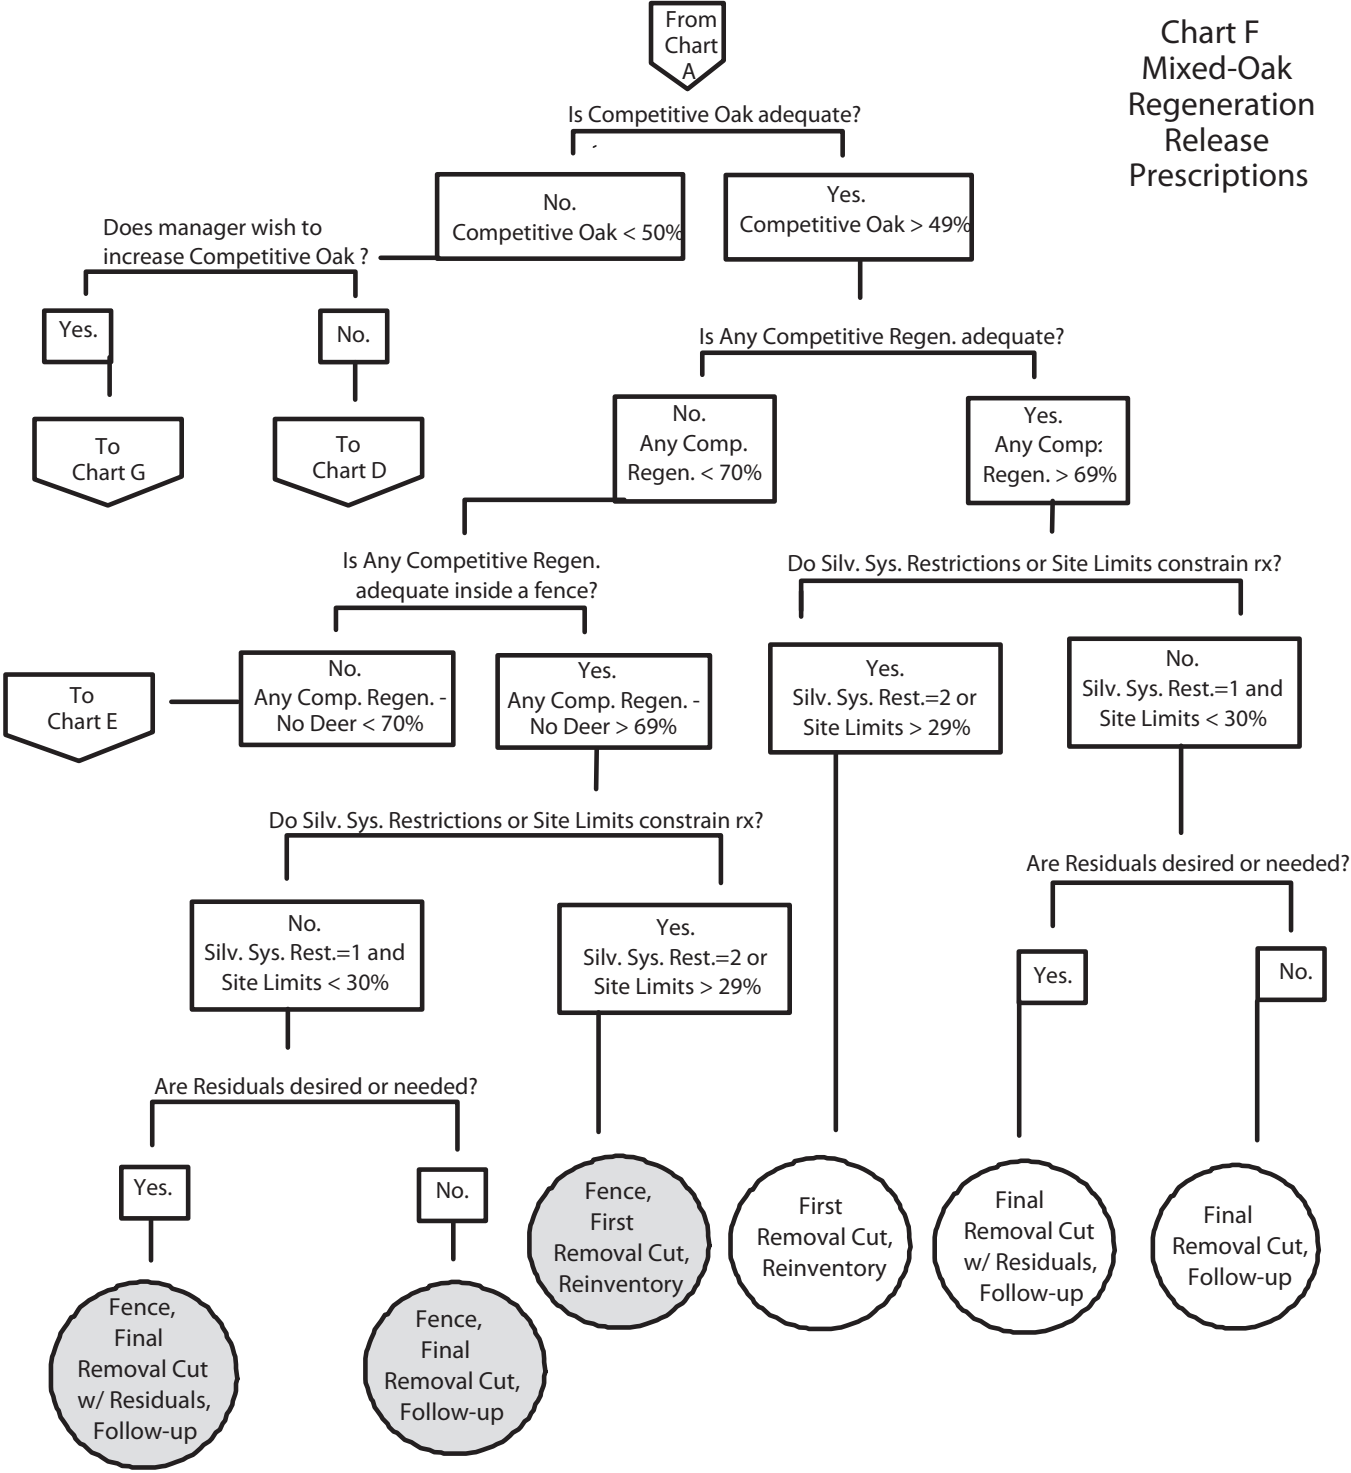 From
Chart
A
Chart F
Mixed-Oak
Regeneration
Release
Prescriptions
Is Competitive Oak adequate?
No.
Competitive Oak < 50%
Yes.
Competitive Oak > 49%
Does manager wish to
increase Competitive Oak ?
Yes.
No.
To
Chart G
To
Chart D
Is Any Competitive Regen. adequate?
No.
Any Comp.
Regen. < 70%
Yes.
Any Comp:
Regen. > 69%
Is Any Competitive Regen.
adequate inside a fence?
Do Silv. Sys. Restrictions or Site Limits constrain rx?
To
Chart E
No.
Any Comp. Regen. -
No Deer < 70%
Yes.
Any Comp. Regen. -
No Deer > 69%
Yes.
Silv. Sys. Rest.=2 or
Site Limits > 29%
No.
Silv. Sys. Rest.=1 and
Site Limits < 30%
Do Silv. Sys. Restrictions or Site Limits constrain rx?
Are Residuals desired or needed?
No.
Silv. Sys. Rest.=1 and
Site Limits < 30%
Yes.
Silv. Sys. Rest.=2 or
Site Limits > 29%
Yes.
No.
Are Residuals desired or needed?
Yes.
No.
Fence,
First
Removal Cut,
Reinventory
First
Removal Cut,
Reinventory
Final
Removal Cut
w/ Residuals,
Follow-up
Final
Removal Cut,
Follow-up
Fence,
Final
Removal Cut
w/ Residuals,
Follow-up
Fence,
Final
Removal Cut,
Follow-up